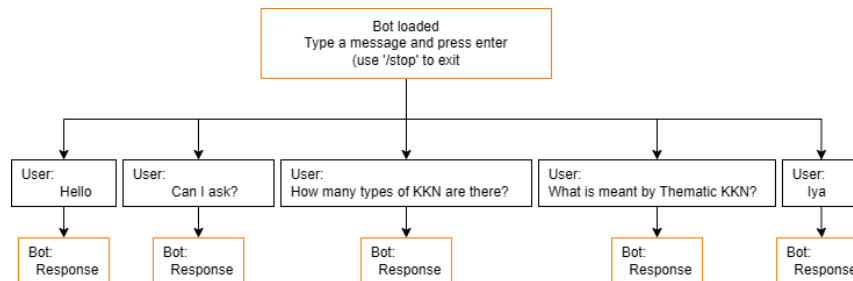 Bot loaded
Type a message and press enter
(use '/stop' to exit
User:
Hello
User:
Can I ask?
User:
How many types of KKN are there?
User:
What is meant by Thematic KKN?
User:
Iya
Bot:
Response
Bot:
Response
Bot:
Response
Bot:
Response
Bot:
Response